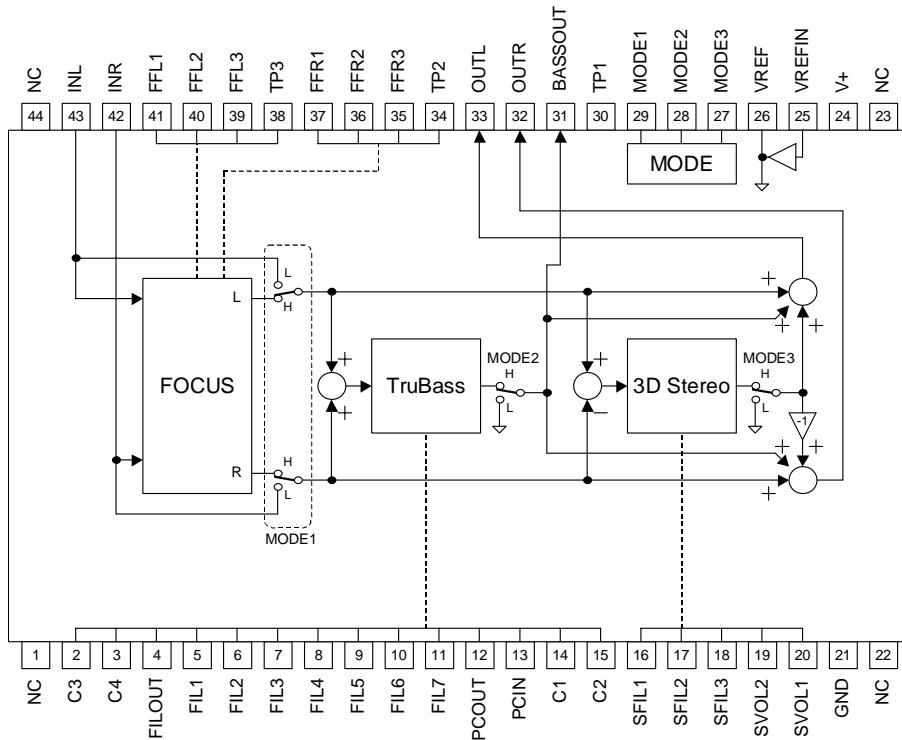 NC INL INR FFL1 FFL2 FFL3 TP3 FFR1 FFR2 FFR3 TP2 OUTL OUTR BASSOUT TP1 MODE1 MODE2 MODE3 VREF VREFIN V+ NC
44 43 42 41 40 39 38 37 36 35 34 33 32 31 30 29 28 27 26 25 24 23
MODE
L
L
H
+
+
+
FOCUS
+
TruBass
MODE2
H
L
+
3D Stereo
MODE3
H
L
-1
+
−
+
+
R
H
L
+
MODE1
1 2 3 4 5 6 7 8 9 10 11 12 13 14 15 16 17 18 19 20 21 22
NC C3 C4 FILOUT FIL1 FIL2 FIL3 FIL4 FIL5 FIL6 FIL7 PCOUT PCIN C1 C2 SFIL1 SFIL2 SFIL3 SVOL2 SVOL1 GND NC